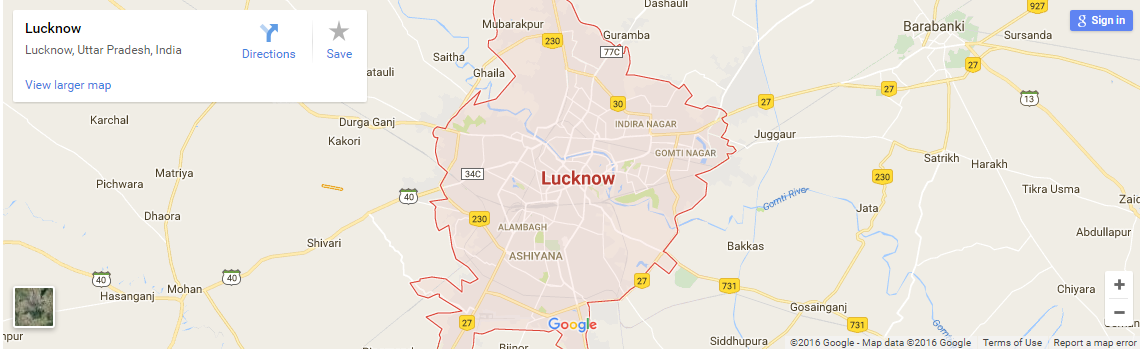 Lucknow
Lucknow, Uttar Pradesh, India
Directions
Save
View larger map
Sign in
Dashauli
Mubarakpur
927
Barabanki
Sursanda
Guramba
230
77C
Saitha
27
Ghaila
atauli
27
27
13
30
Karchal
Durga Ganj
INDIRA NAGAR
Juggaur
Kakori
GOMTI NAGAR
Satrikh
Harakh
Matriya
34C
Lucknow
230
Pichwara
40
Gomti River
Tikra Usma
Dhaora
230
Jata
ALAMBAGH
Abdullapur
Shivari
Bakkas
ASHIYANA
40
40
27
731
Mohan
Hasanganj
Gosainganj
Chiyara
27
Google
731
npur
Siddhupura
Bijnor
©2016 Google - Map data ©2016 Google
Terms of Use
Report a map error